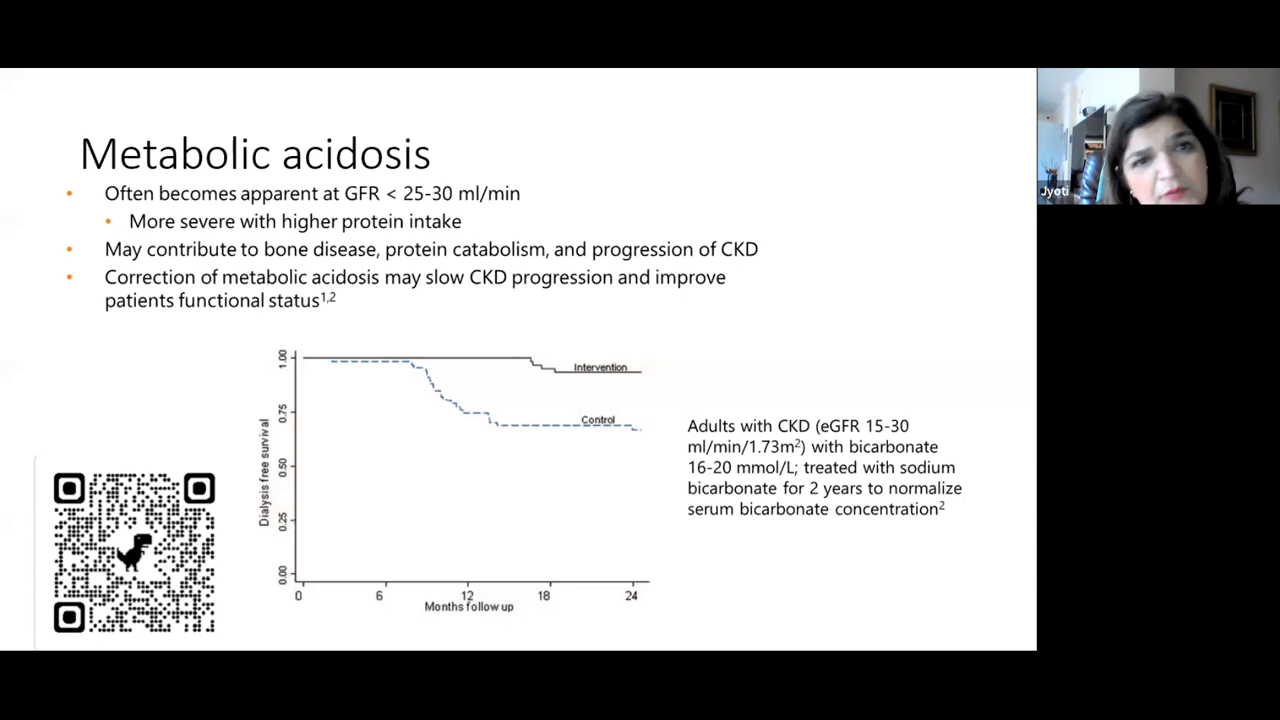 Metabolic acidosis
• Often becomes apparent at GFR < 25-30 ml/min
• More severe with higher protein intake
• May contribute to bone disease, protein catabolism, and progression of CKD
• Correction of metabolic acidosis may slow CKD progression and improve
patients functional status1,2
Dialysis free survival
1.00
0.75
0.50
0.25
0.00
Intervention
Control
0 6 12 18 24
Months follow up
Adults with CKD (eGFR 15-30
ml/min/1.73m2) with bicarbonate
16-20 mmol/L; treated with sodium
bicarbonate for 2 years to normalize
serum bicarbonate concentration2
Jyoti